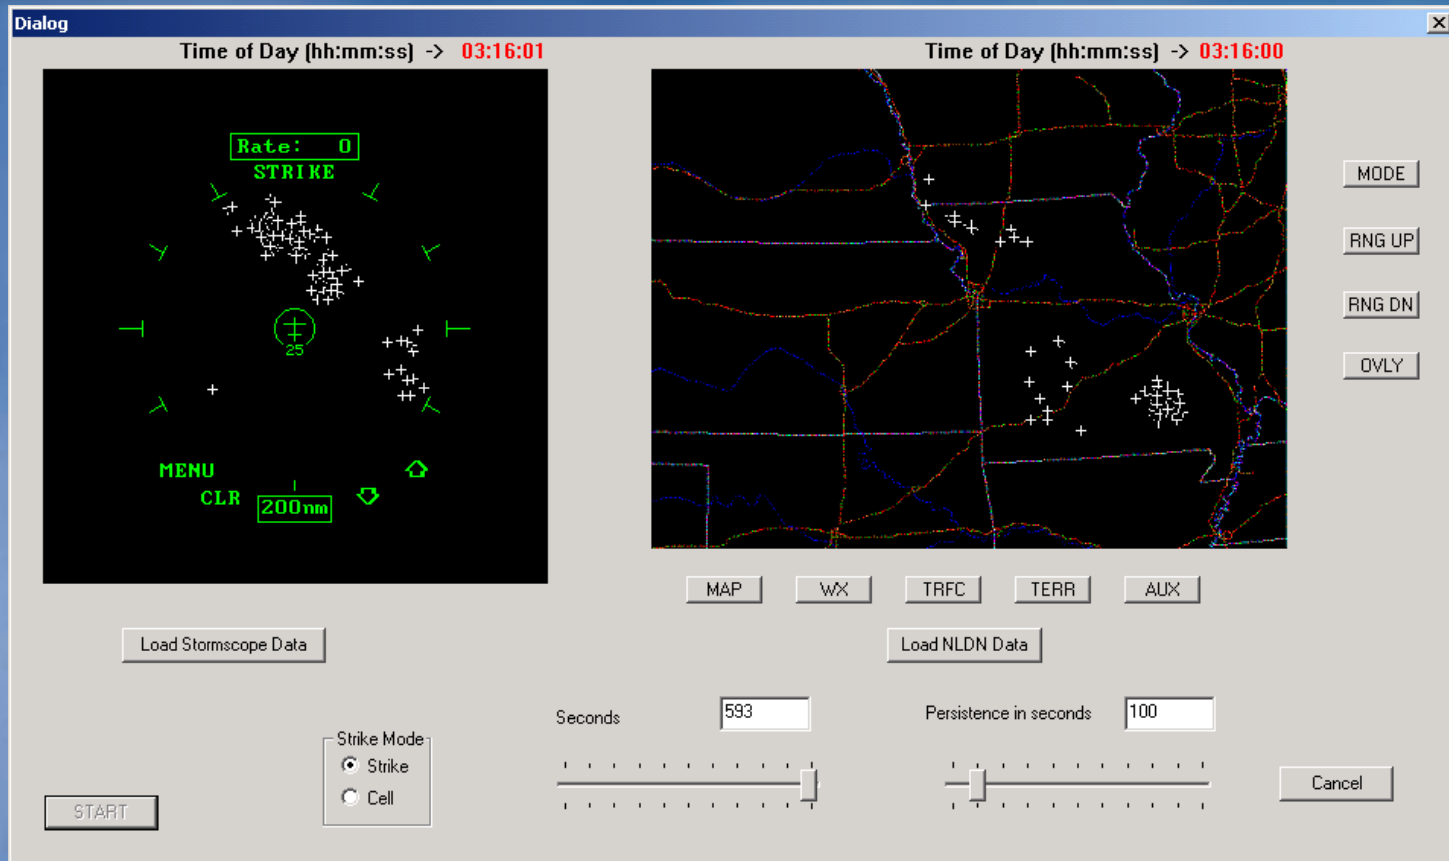 Dialog
Time of Day (hh:mm:ss) -> 03:16:01
Time of Day (hh:mm:ss) -> 03:16:00
Rate: 0
STRIKE
25
MENU
CLR
200nm
MODE
RNG UP
RNG DN
OVLY
MAP WX TRFC TERR AUX
Load Stormscope Data
Load NLDN Data
Seconds 593
Persistence in seconds 100
Strike Mode
Strike
Cell
START
Cancel